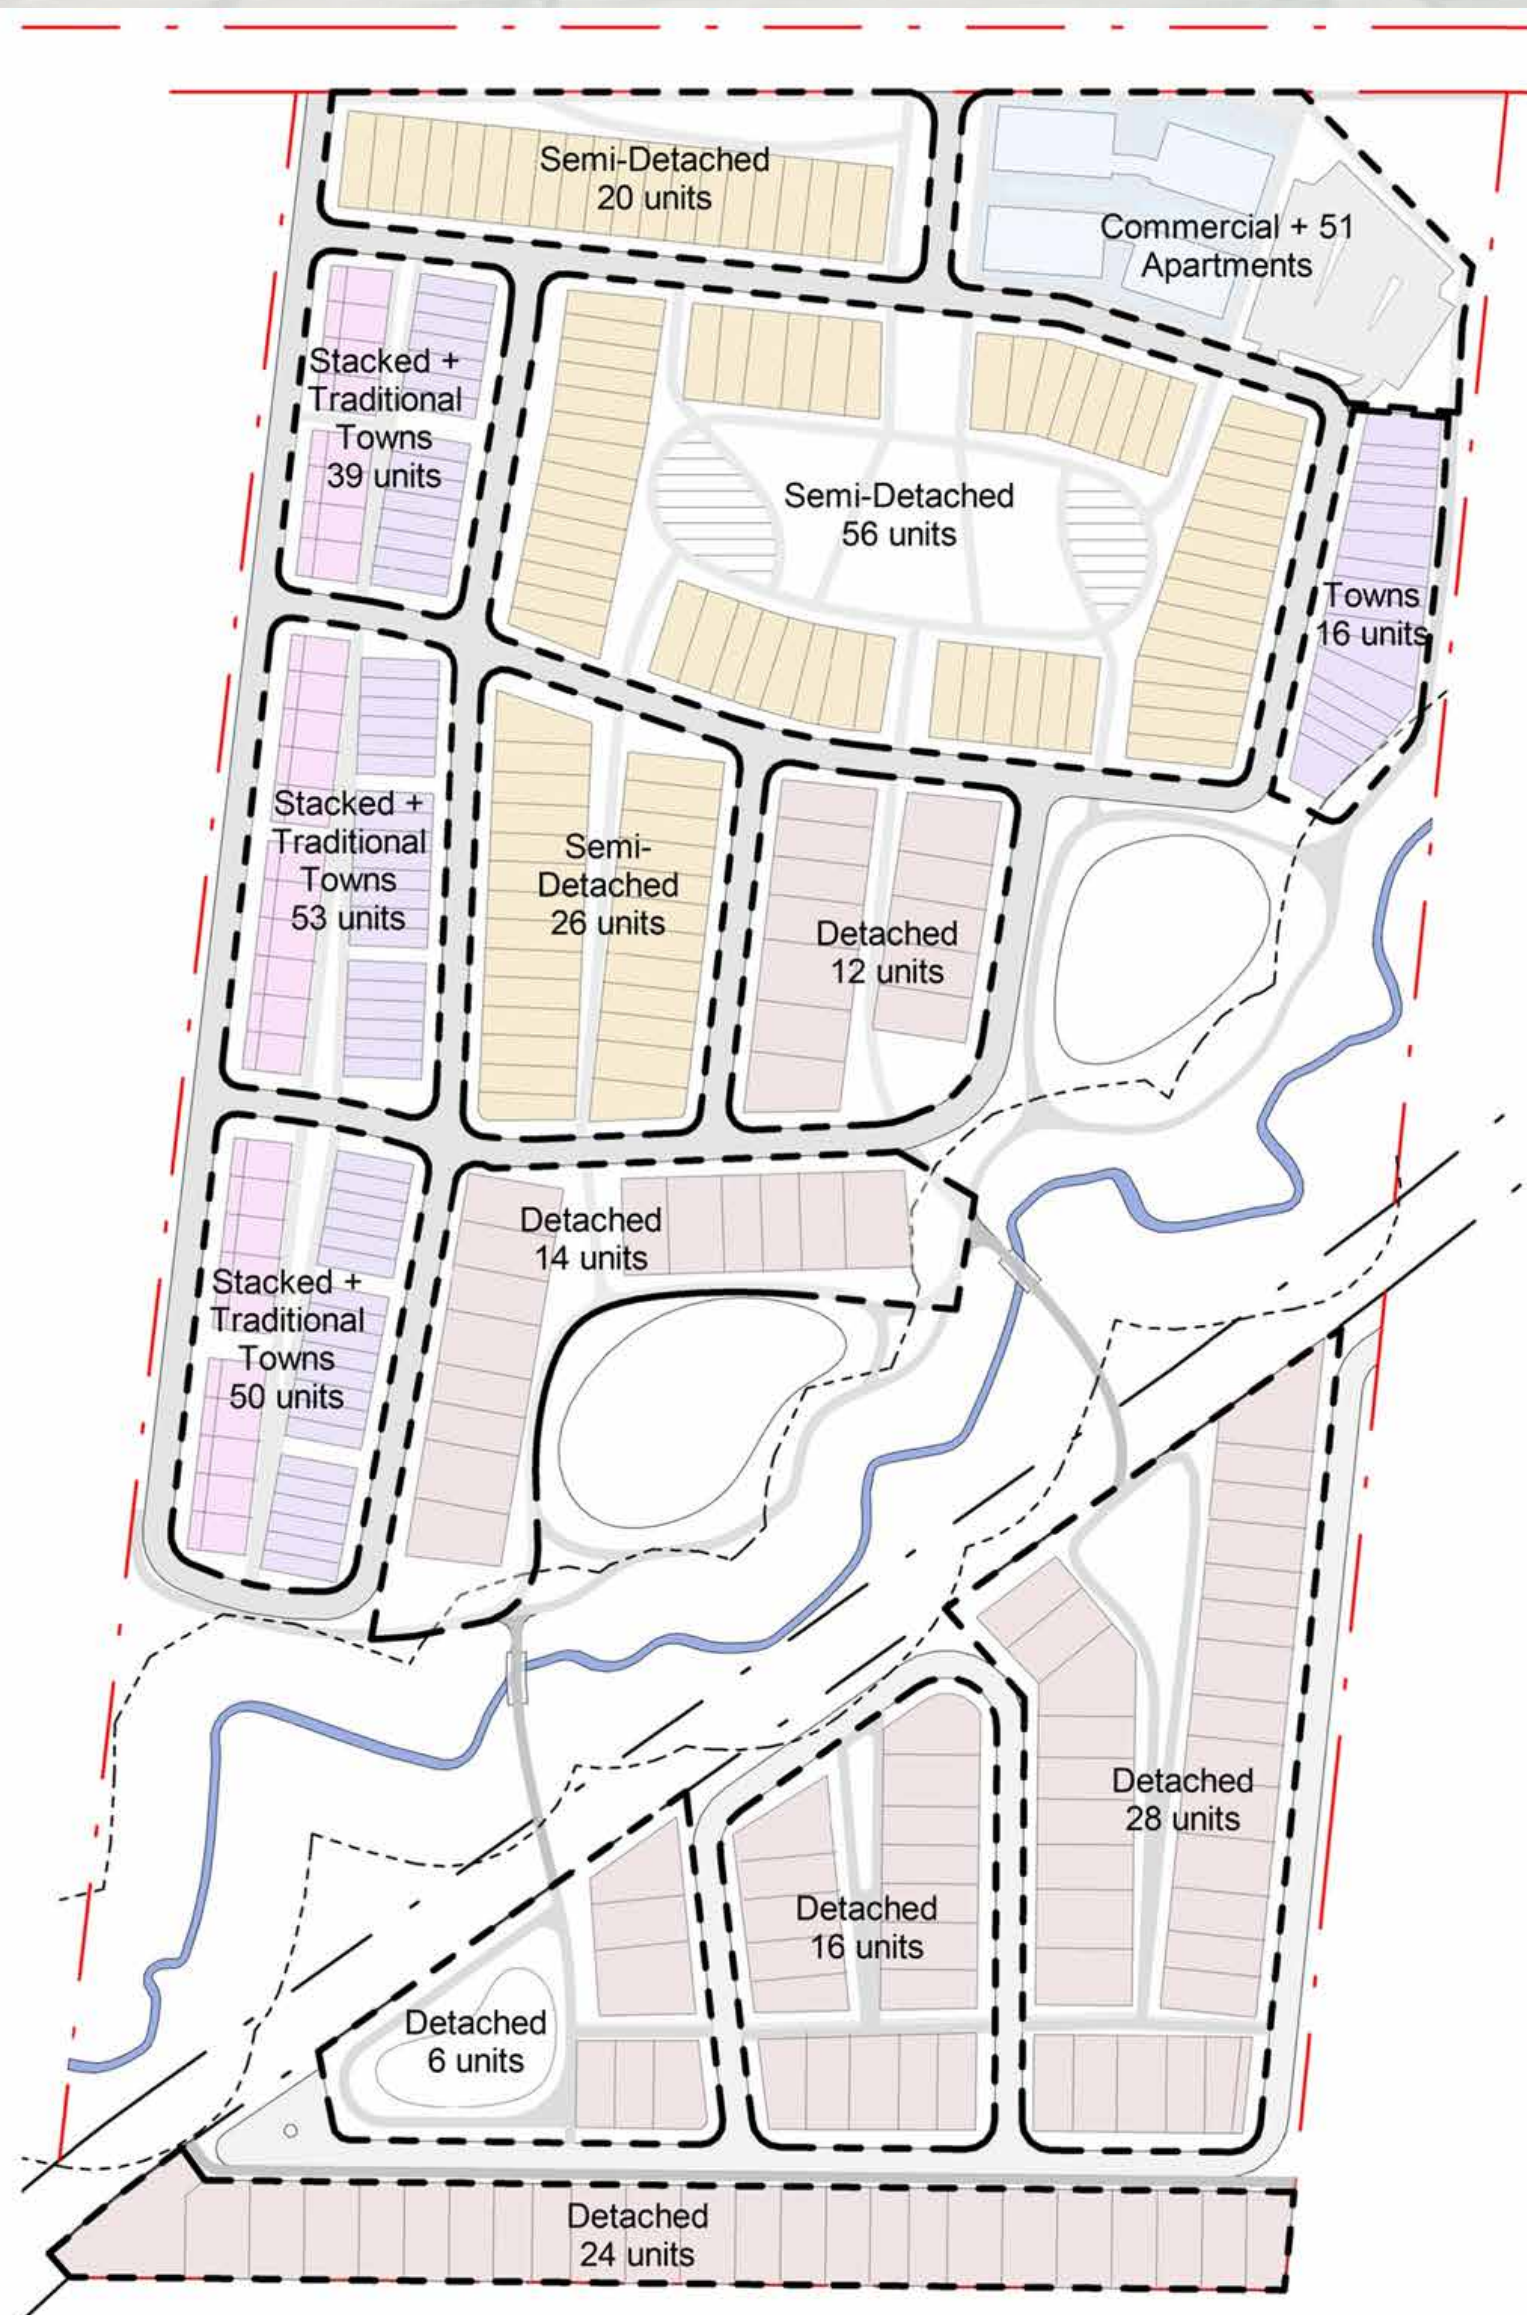 Semi-Detached
20 units
Commercial + 51
Apartments
Stacked +
Traditional
Towns
39 units
Semi-Detached
56 units
Towns
16 units
Stacked +
Traditional
Towns
53 units
Semi-
Detached
26 units
Detached
12 units
Detached
14 units
Stacked +
Traditional
Towns
50 units
Detached
28 units
Detached
16 units
Detached
6 units
Detached
24 units